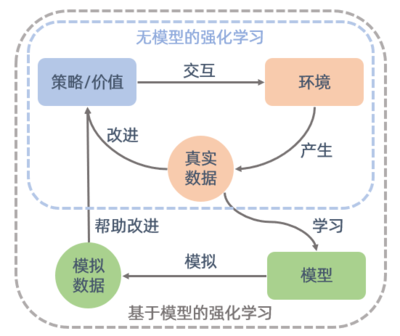 无模型的强化学习
策略/价值
交互
环境
改进
真实
数据
产生
帮助改进
学习
模拟
数据
模拟
模型
基于模型的强化学习